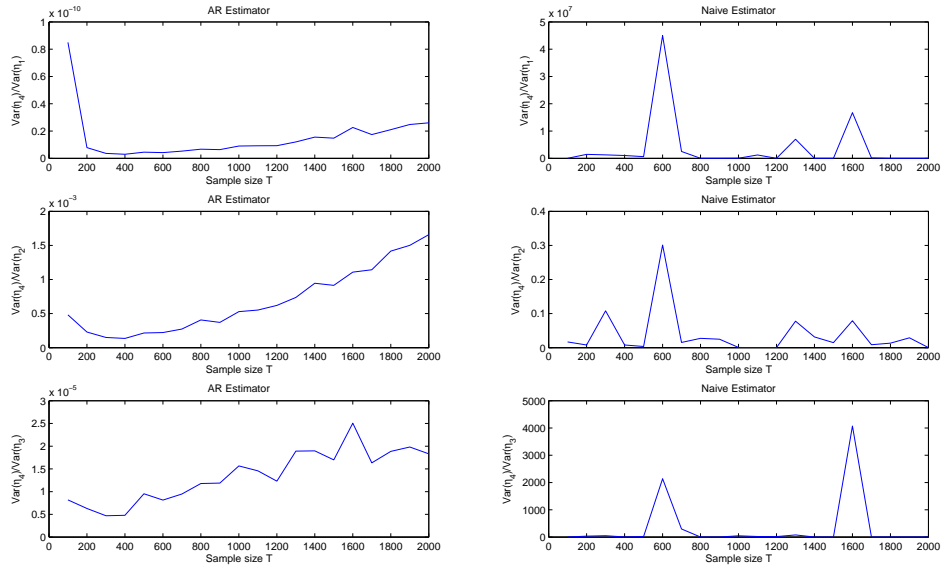 AR Estimator
x 10⁻¹⁰
Var(η₄)/Var(η₁)
1
0.8
0.6
0.4
0.2
0
0 200 400 600 800 1000 1200 1400 1600 1800 2000
Sample size T
Naive Estimator
x 10⁷
Var(η₄)/Var(η₁)
5
4
3
2
1
0
0 200 400 600 800 1000 1200 1400 1600 1800 2000
Sample size T
AR Estimator
x 10⁻³
Var(η₄)/Var(η₂)
2
1.5
1
0.5
0
0 200 400 600 800 1000 1200 1400 1600 1800 2000
Sample size T
Naive Estimator
Var(η₄)/Var(η₂)
0.4
0.3
0.2
0.1
0
0 200 400 600 800 1000 1200 1400 1600 1800 2000
Sample size T
AR Estimator
x 10⁻⁵
Var(η₄)/Var(η₃)
3
2.5
2
1.5
1
0.5
0
0 200 400 600 800 1000 1200 1400 1600 1800 2000
Sample size T
Naive Estimator
Var(η₄)/Var(η₃)
5000
4000
3000
2000
1000
0
0 200 400 600 800 1000 1200 1400 1600 1800 2000
Sample size T